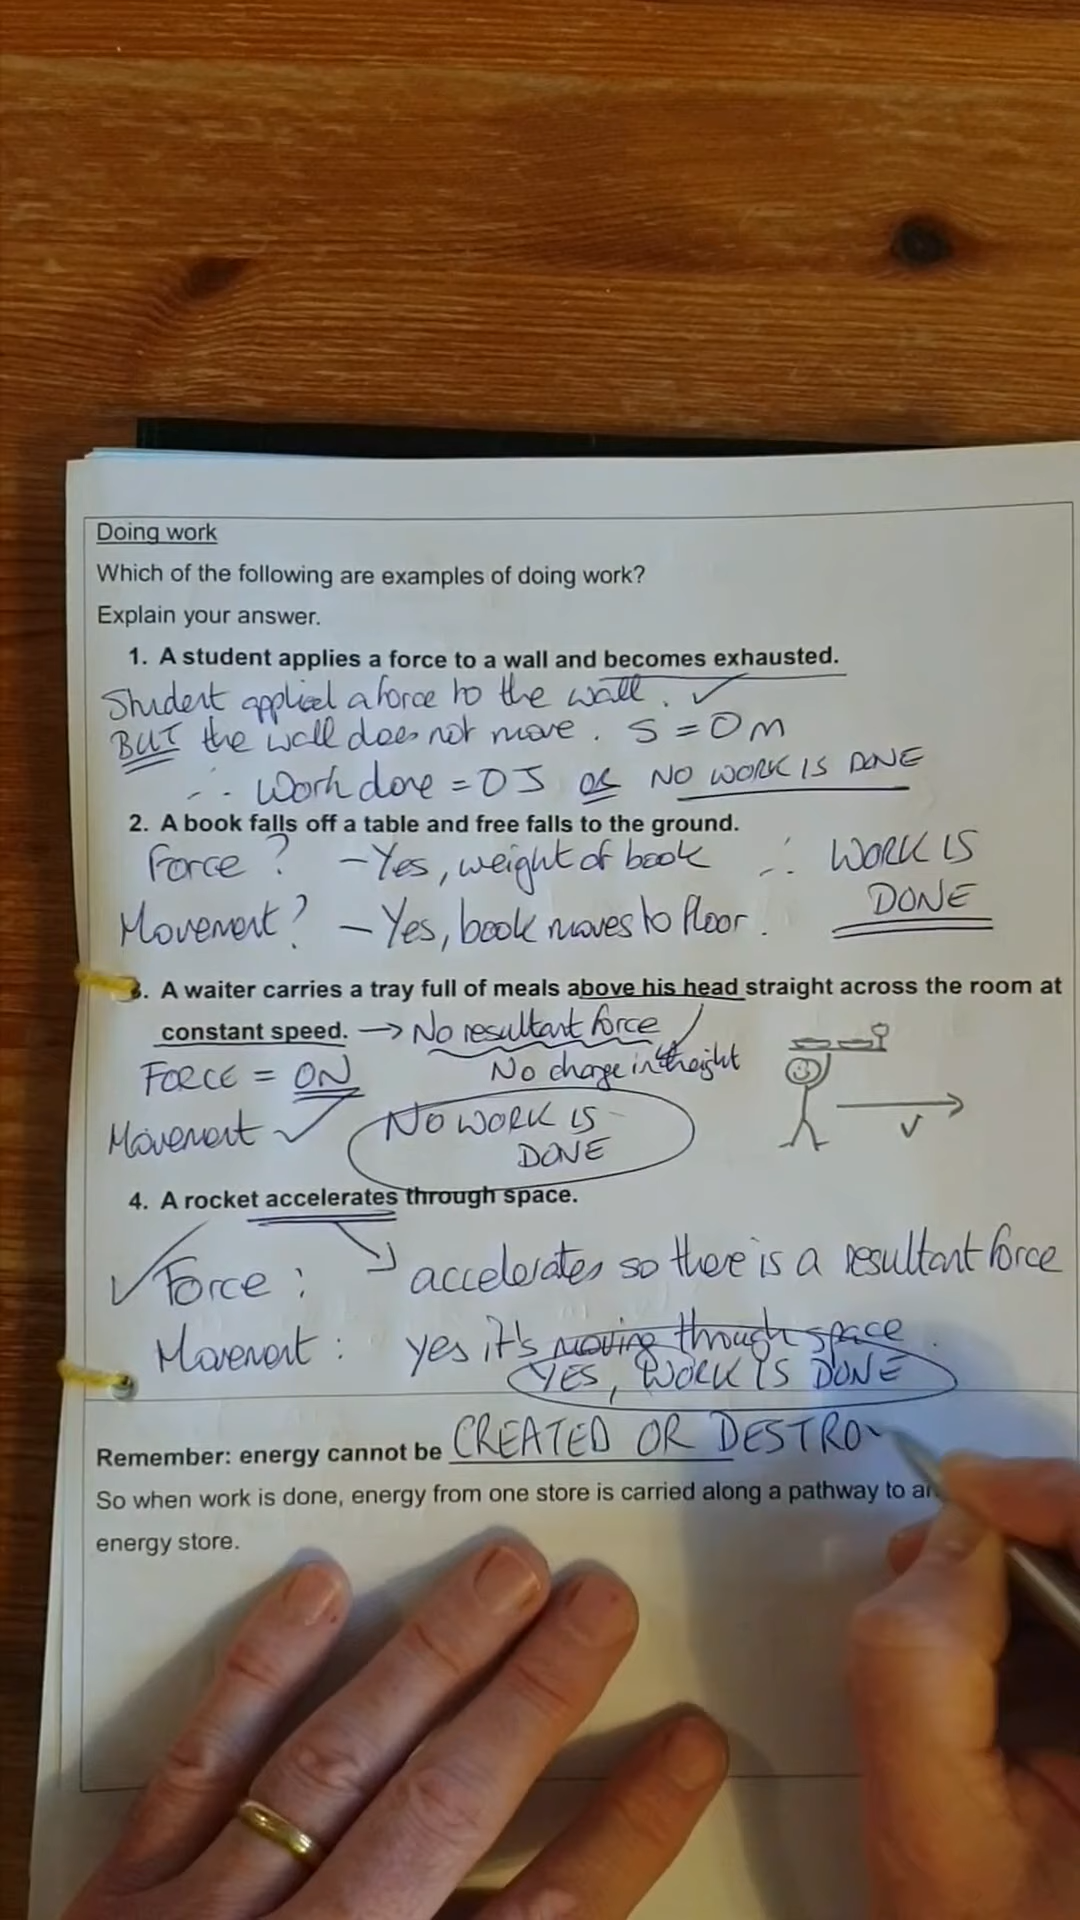 Doing work
Which of the following are examples of doing work?
Explain your answer.
1. A student applies a force to a wall and becomes exhausted.
Student applied a force to the wall. ✓
BUT the wall does not move. S = 0m
∴ Work done = 0J OR NO WORK IS DONE
2. A book falls off a table and free falls to the ground.
Force? – Yes, weight of book ∴ WORK IS
DONE
Movement? – Yes, book moves to floor.
3. A waiter carries a tray full of meals above his head straight across the room at
constant speed. → No resultant force
FORCE = 0N No change in height
Movement ✓ NO WORK IS
DONE
V
4. A rocket accelerates through space.
✓ Force: accelerates so there is a resultant force
Movement: yes it's moving through space.
YES, WORK IS DONE
Remember: energy cannot be CREATED OR DESTROY
So when work is done, energy from one store is carried along a pathway to
energy store.